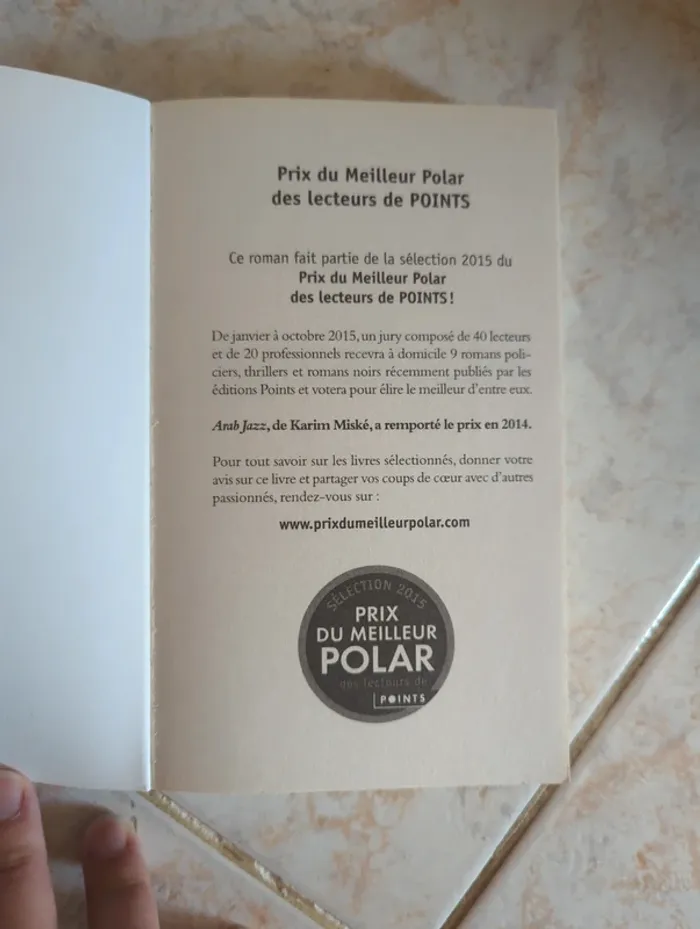 Prix du Meilleur Polar
des lecteurs de POINTS
Ce roman fait partie de la sélection 2015 du
Prix du Meilleur Polar
des lecteurs de POINTS !
De janvier à octobre 2015, un jury composé de 40 lecteurs
et de 20 professionnels recevra à domicile 9 romans poli-
ciers, thrillers et romans noirs récemment publiés par les
éditions Points et votera pour élire le meilleur d'entre eux.
Arab Jazz, de Karim Miské, a remporté le prix en 2014.
Pour tout savoir sur les livres sélectionnés, donner votre
avis sur ce livre et partager vos coups de cœur avec d'autres
passionnés, rendez-vous sur :
www.prixdumeilleurpolar.com
SÉLECTION 2015
PRIX
DU MEILLEUR
POLAR
des lecteurs de
POINTS